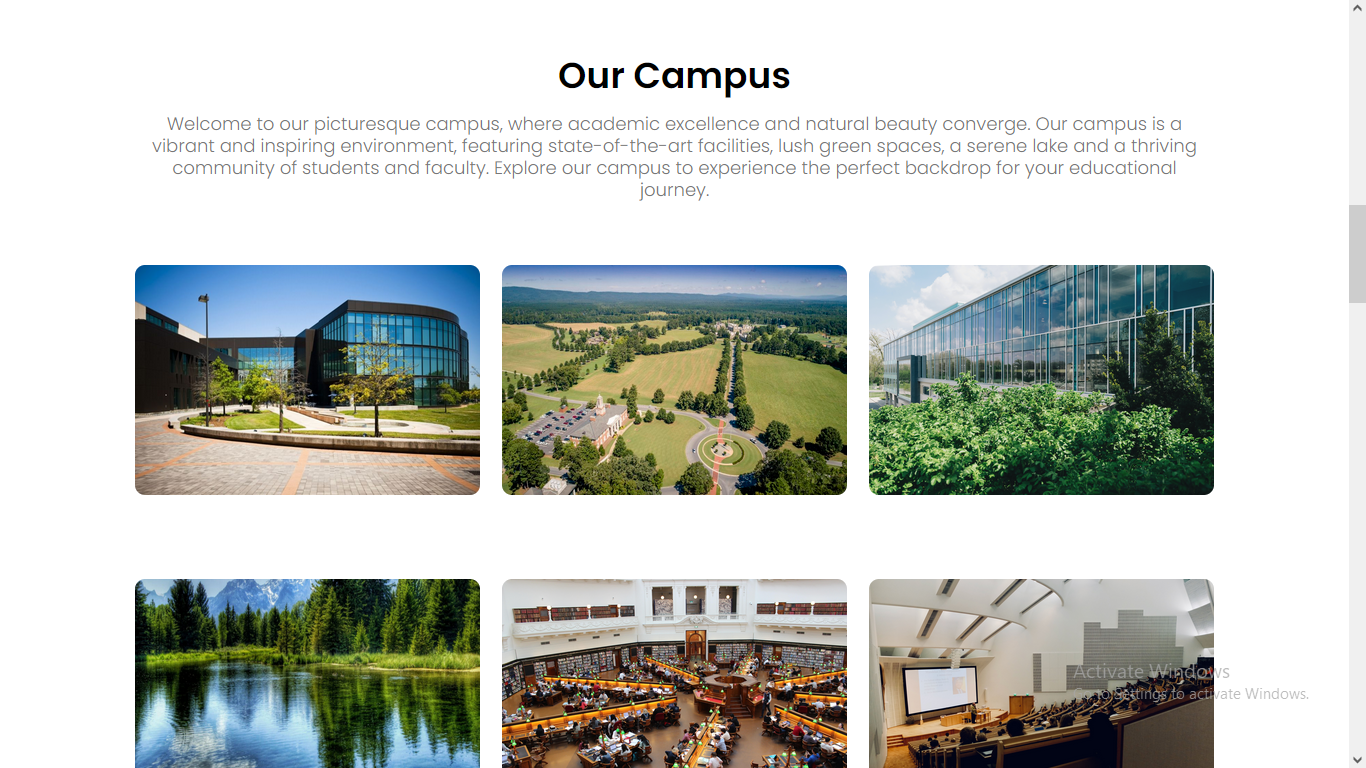 Our Campus
Welcome to our picturesque campus, where academic excellence and natural beauty converge. Our campus is a
vibrant and inspiring environment, featuring state-of-the-art facilities, lush green spaces, a serene lake and a thriving
community of students and faculty. Explore our campus to experience the perfect backdrop for your educational
journey.
Activate Windows
Go to Settings to activate Windows.